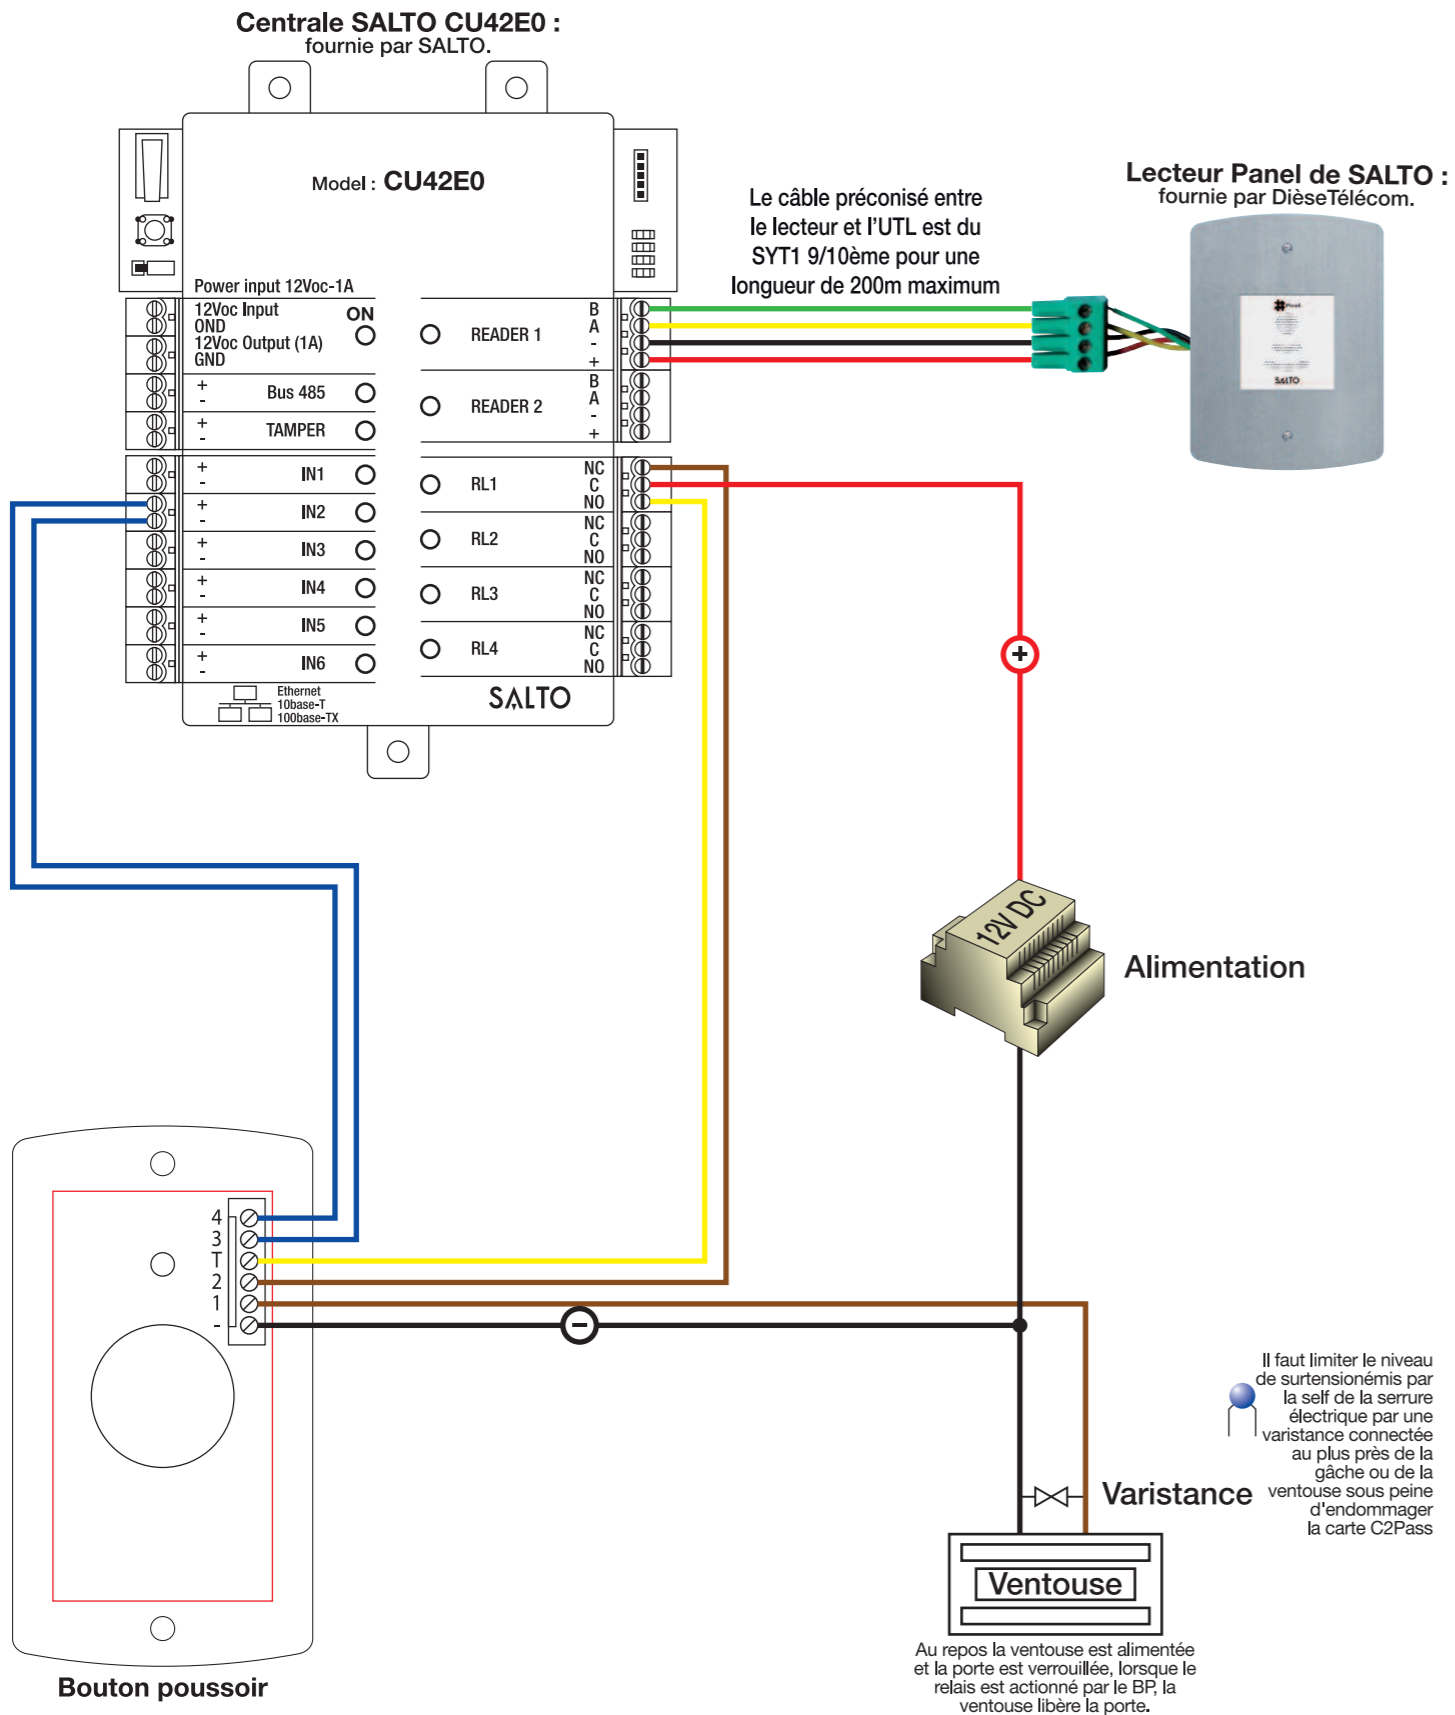 Centrale SALTO CU42E0 :
fournie par SALTO.
Model : CU42E0
Lecteur Panel de SALTO :
fournie par DièseTélécom.
Le câble préconisé entre
le lecteur et l'UTL est du
SYT1 9/10ème pour une
longueur de 200m maximum
SALTO
Power input 12Voc-1A
12Voc Input
OND
12Voc Output (1A)
GND
ON
+
-
Bus 485
+
-
TAMPER
+
-
IN1
+
-
IN2
+
-
IN3
+
-
IN4
+
-
IN5
+
-
IN6
READER 1
B
A
-
+
READER 2
B
A
-
+
RL1
NC
C
NO
RL2
NC
C
NO
RL3
NC
C
NO
RL4
NC
C
NO
Ethernet
10base-T
100base-TX
SALTO
+
12V DC
Alimentation
4
3
T
2
1
-
−
Bouton poussoir
Il faut limiter le niveau
de surtensionémis par
la self de la serrure
électrique par une
varistance connectée
au plus près de la
gâche ou de la
ventouse sous peine
d'endommager
la carte C2Pass
Varistance
Ventouse
Au repos la ventouse est alimentée
et la porte est verrouillée, lorsque le
relais est actionné par le BP, la
ventouse libère la porte.